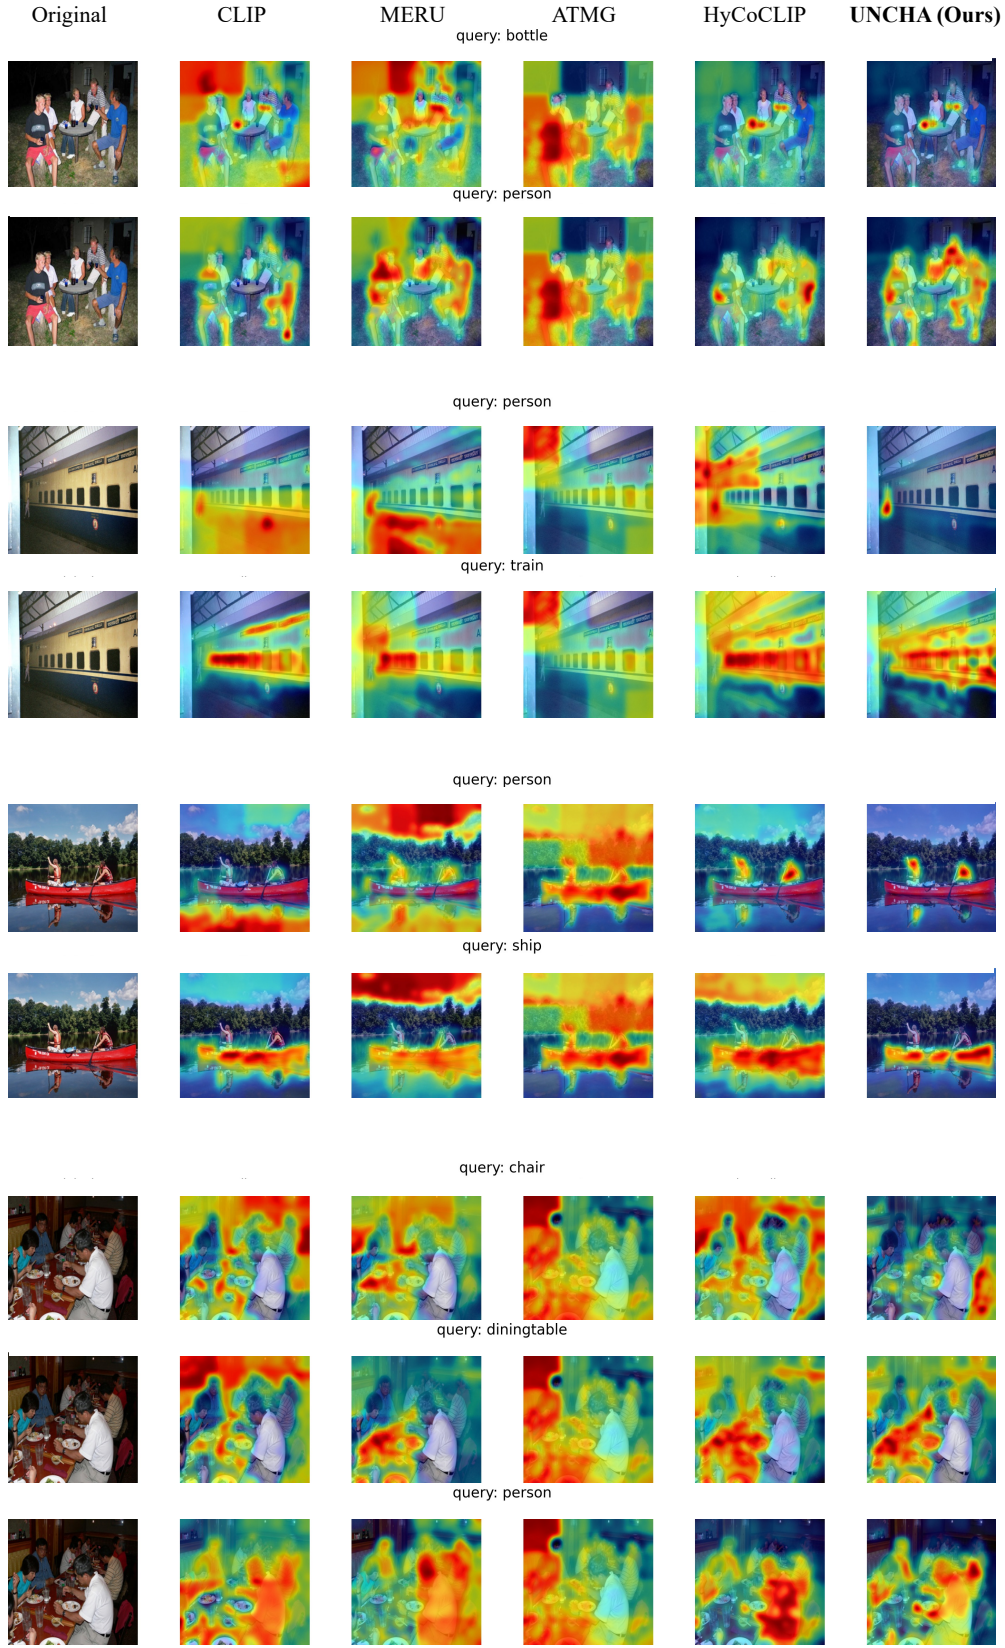 Original CLIP MERU ATMG HyCoCLIP UNCHA (Ours)
query: bottle
query: person
query: person
query: train
query: person
query: ship
query: chair
query: diningtable
query: person